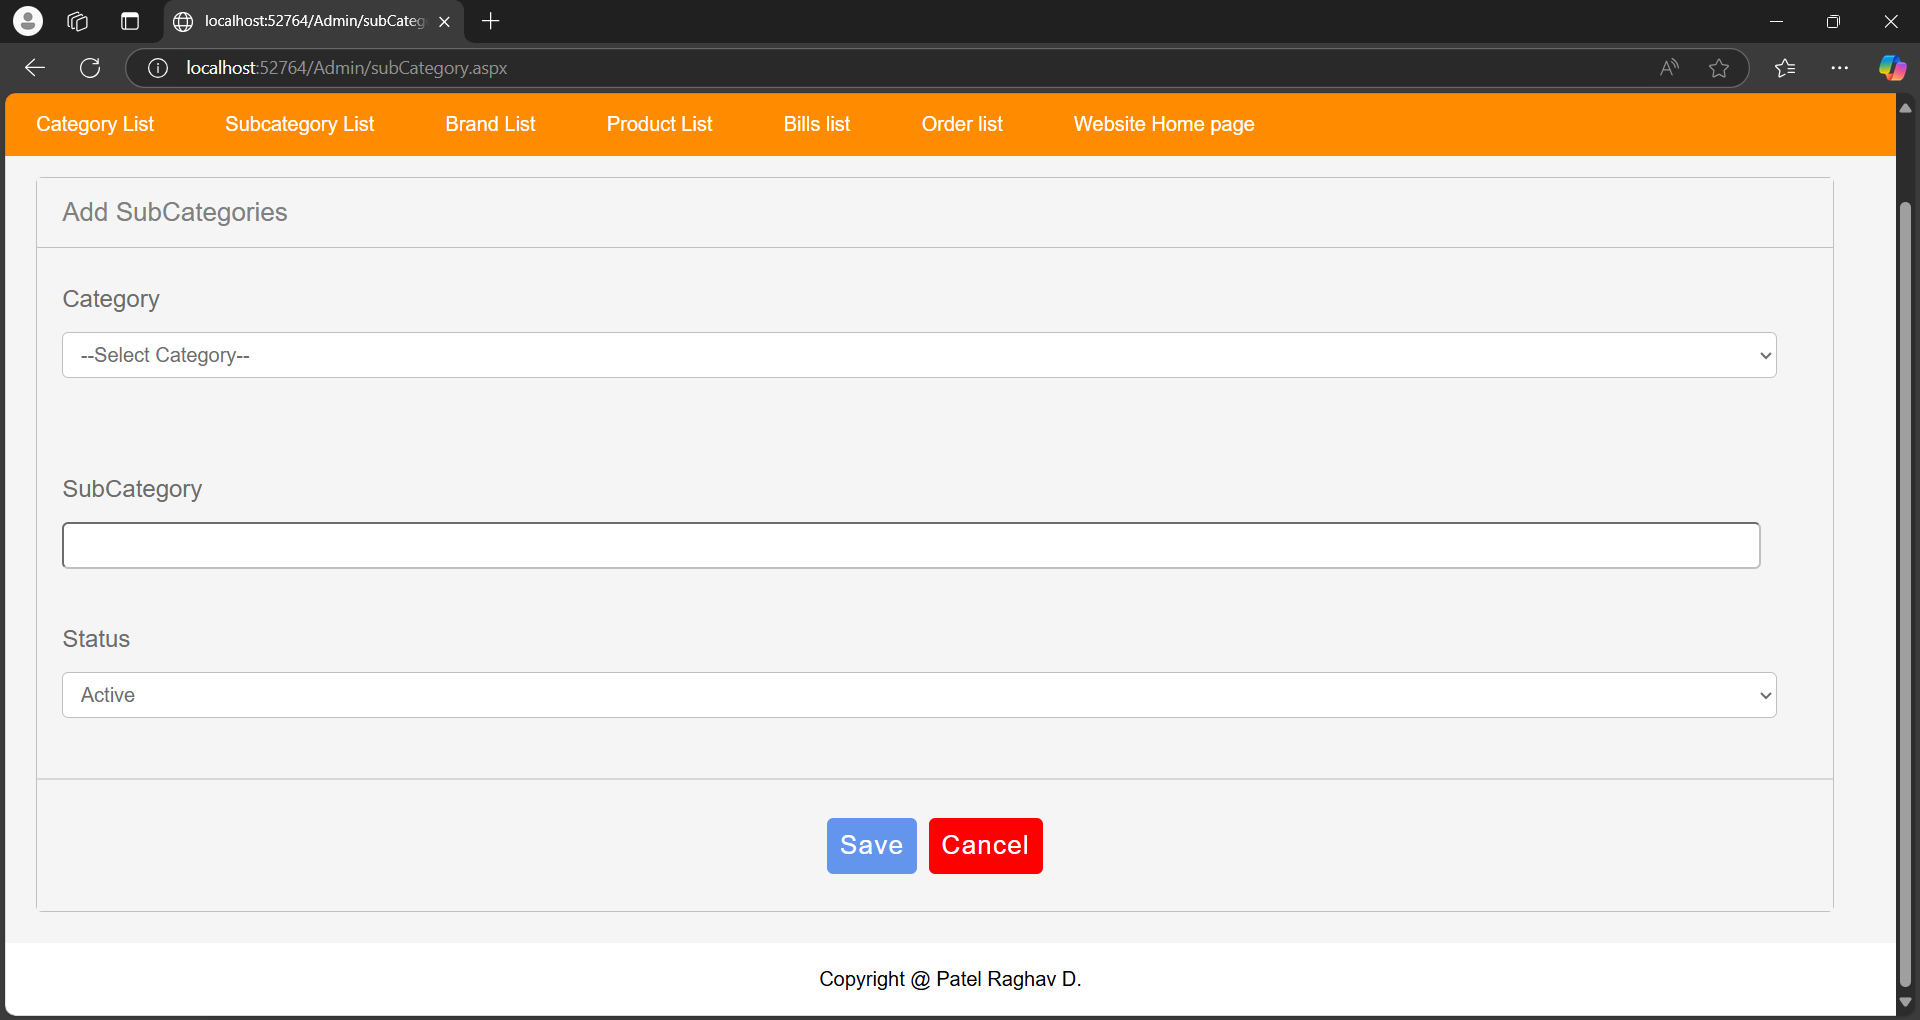 localhost:52764/Admin/subCateg
localhost:52764/Admin/subCategory.aspx
Category List Subcategory List Brand List Product List Bills list Order list Website Home page
Add SubCategories
Category
--Select Category--
SubCategory
Status
Active
Save Cancel
Copyright @ Patel Raghav D.